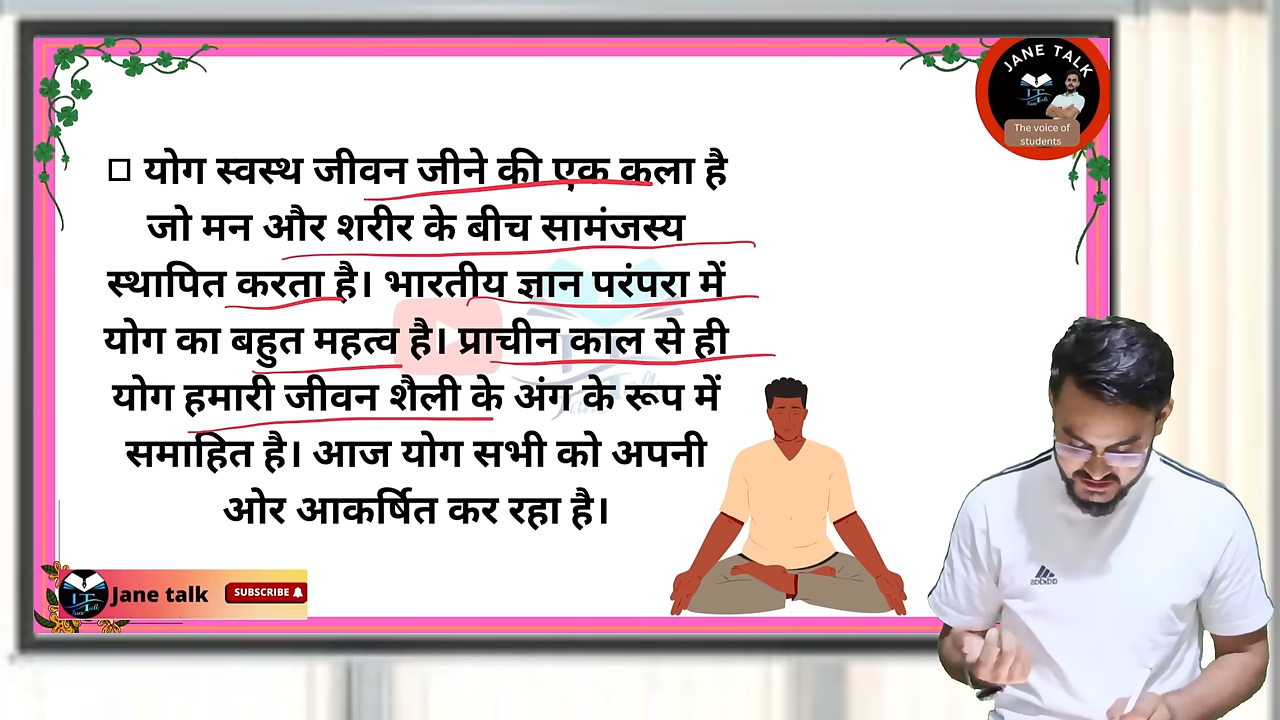 JANE TALK
The voice of
students
□ योग स्वस्थ जीवन जीने की एक कला है
जो मन और शरीर के बीच सामंजस्य
स्थापित करता है। भारतीय ज्ञान परंपरा में
योग का बहुत महत्व है। प्राचीन काल से ही
योग हमारी जीवन शैली के अंग के रूप में
समाहित है। आज योग सभी को अपनी
ओर आकर्षित कर रहा है।
Jane talk
SUBSCRIBE